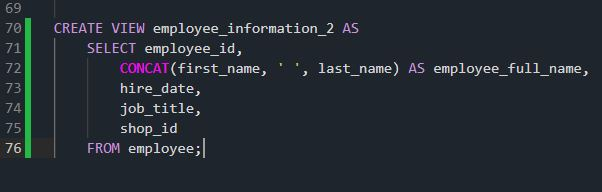 69
70 CREATE VIEW employee_information_2 AS
71 SELECT employee_id,
72 CONCAT(first_name, ' ', last_name) AS employee_full_name,
73 hire_date,
74 job_title,
75 shop_id
76 FROM employee;